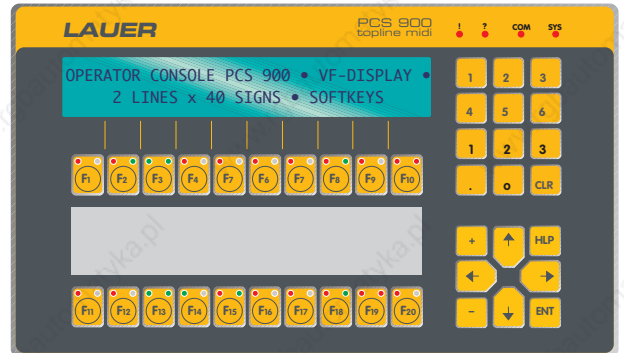 LAUER
PCS 900
topline midi
! ? COM SYS
OPERATOR CONSOLE PCS 900 • VF-DISPLAY •
2 LINES x 40 SIGNS • SOFTKEYS
1 2 3
4 5 6
1 2 3
. 0 CLR
F1 F2 F3 F4 F7 F6 F7 F8 F9 F10
+ HLP
- ENT
F11 F12 F13 F14 F15 F16 F17 F18 F19 F20